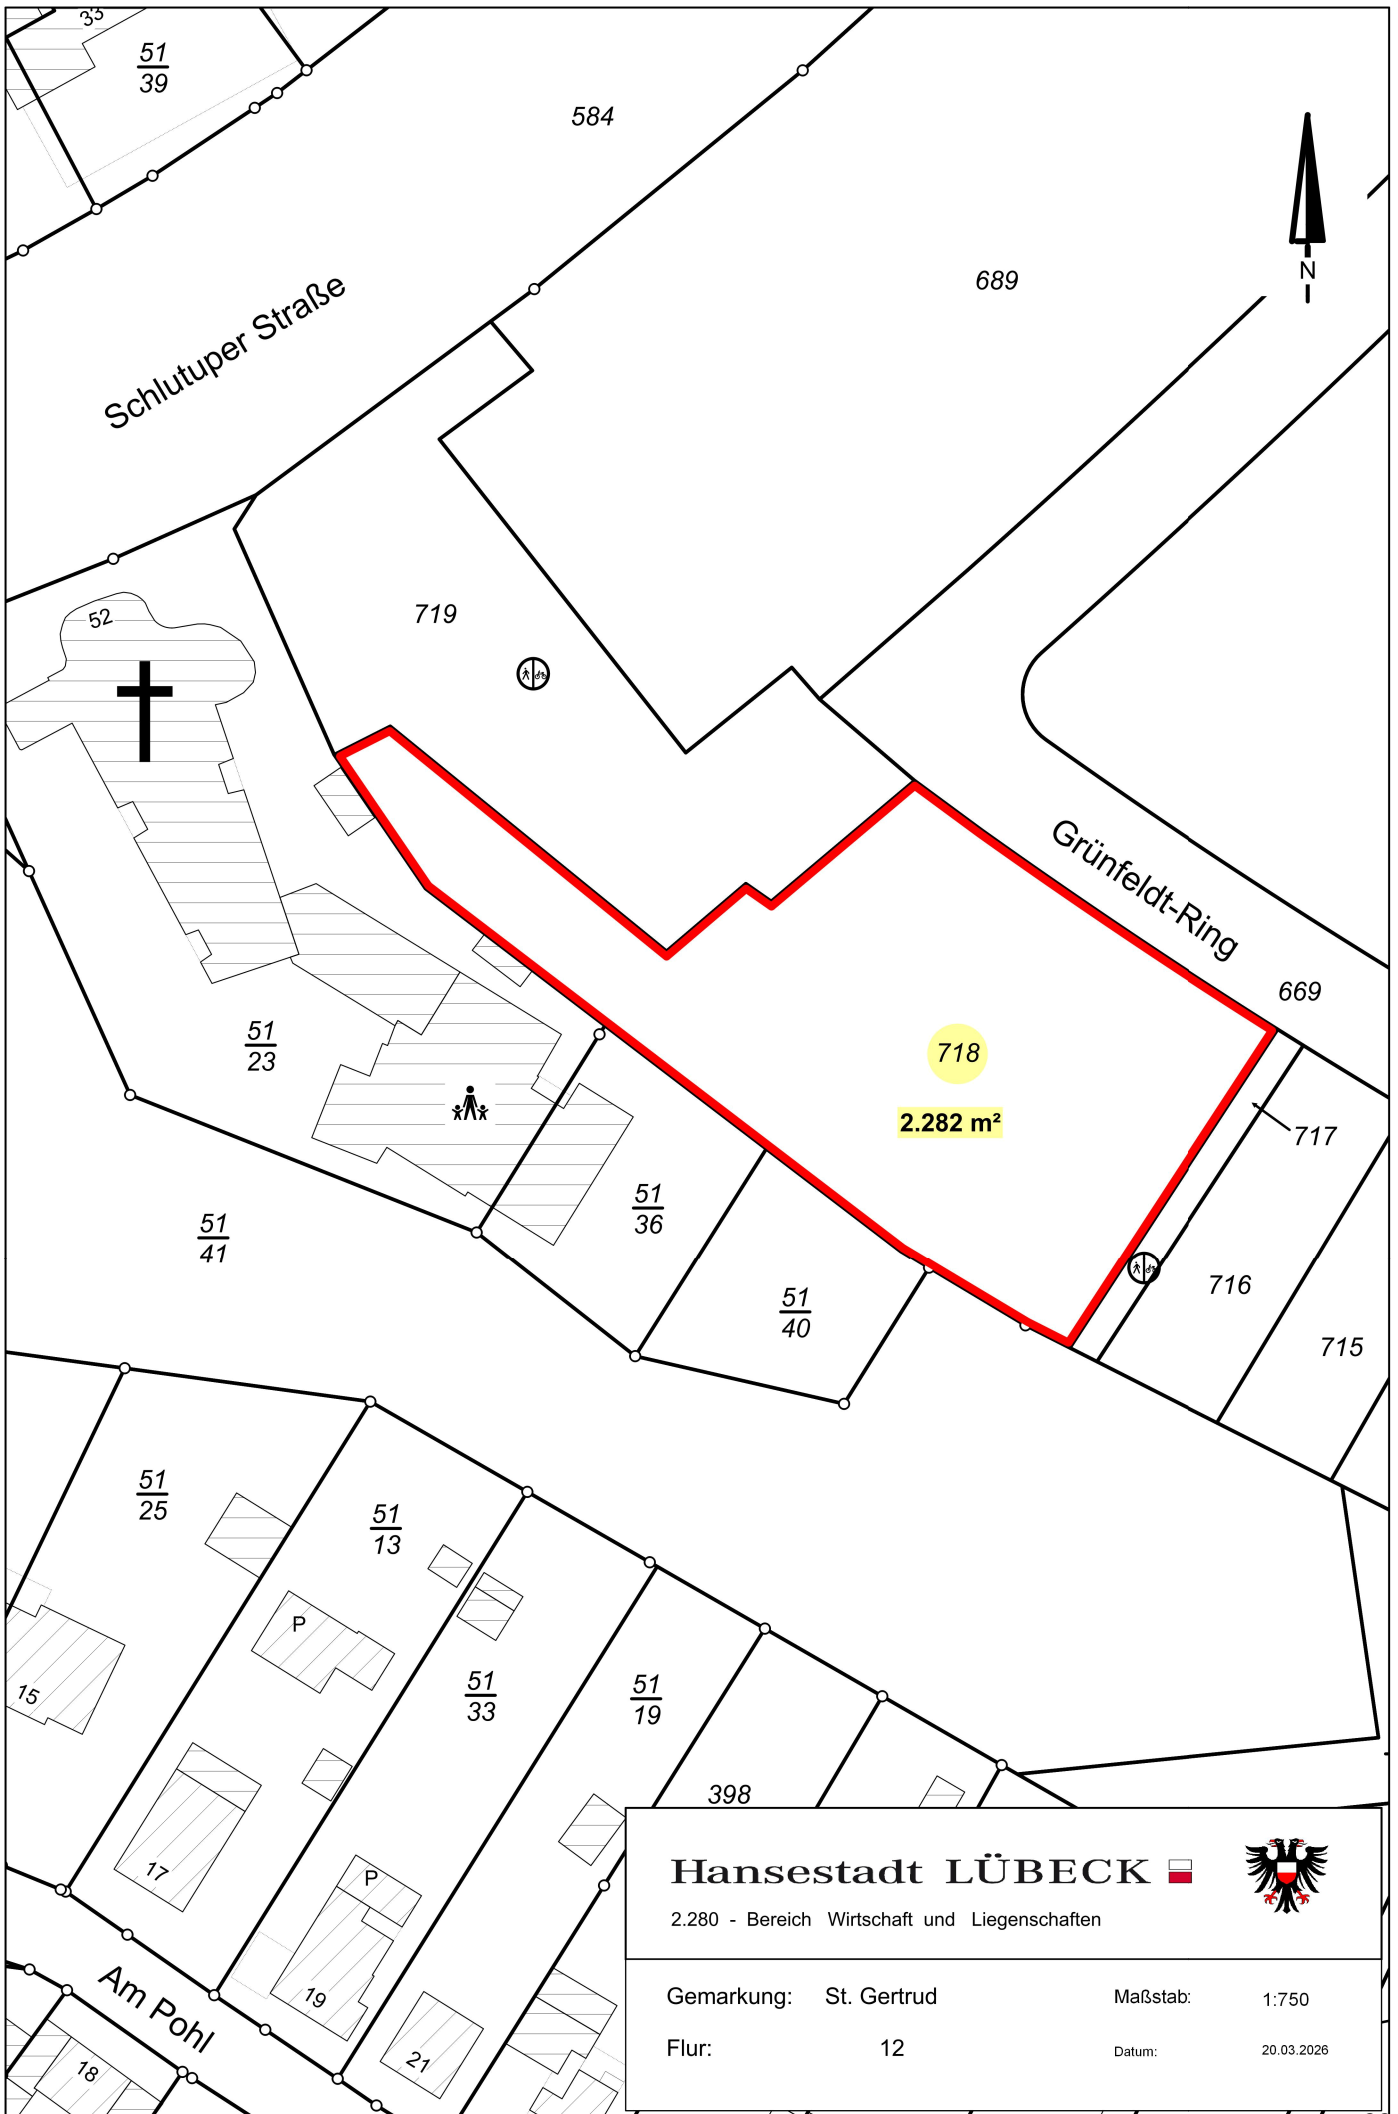 33
51
39
584
689
N
Schlutuper Straße
719
52
Grünfeldt-Ring
669
718
2.282 m²
717
51
23
51
36
51
41
51
40
716
715
51
25
51
13
P
15
51
33
51
19
398
17
P
19
21
Am Pohl
18
Hansestadt LÜBECK
2.280 - Bereich Wirtschaft und Liegenschaften
Gemarkung: St. Gertrud
Maßstab: 1:750
Flur: 12
Datum: 20.03.2026